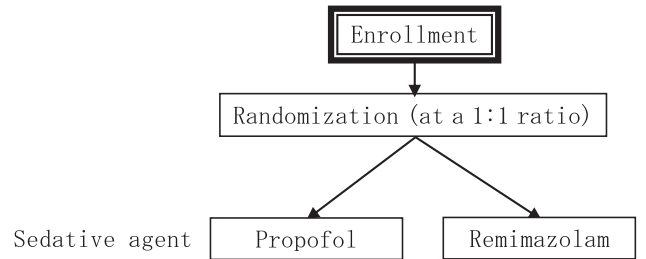 Enrollment
Randomization (at a 1:1 ratio)
Sedative agent Propofol Remimazolam